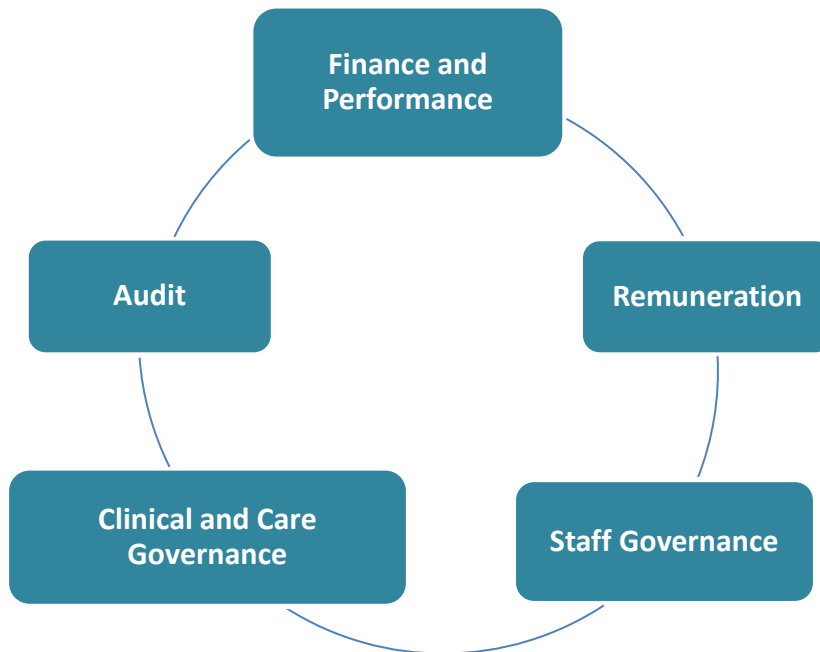 Finance and
Performance
Audit
Remuneration
Clinical and Care
Governance
Staff Governance